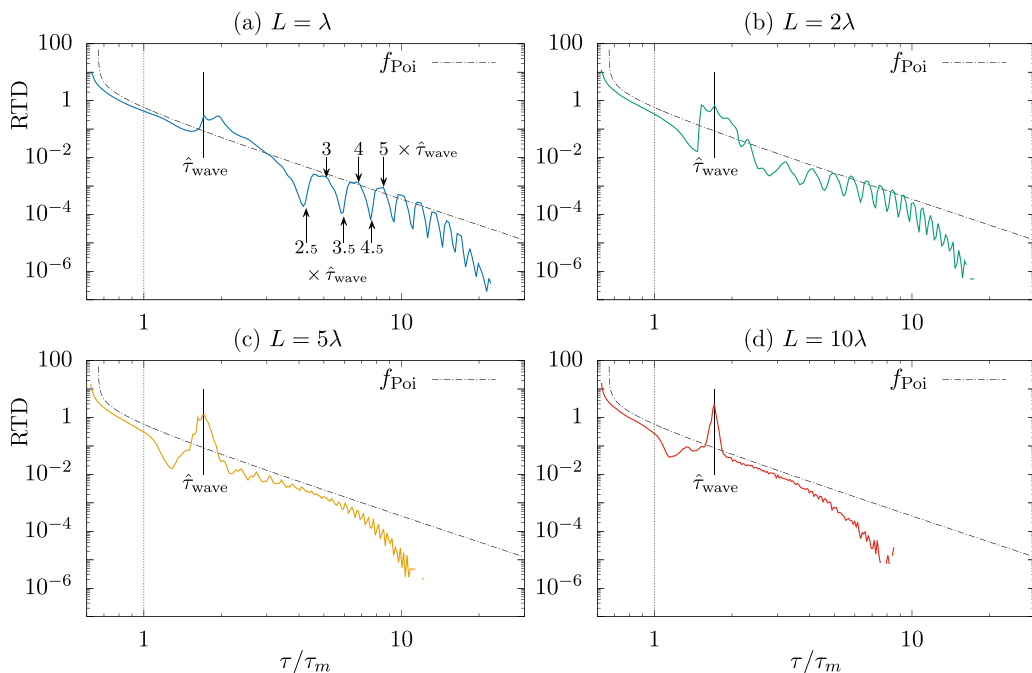 (a) L = λ
(b) L = 2λ
100
1
10⁻²
10⁻⁴
10⁻⁶
RTD
f_Poi
τ̂_wave
3 4 5 × τ̂_wave
2.5 3.5 4.5
× τ̂_wave
1 10
100
1
10⁻²
10⁻⁴
10⁻⁶
f_Poi
τ̂_wave
1 10
(c) L = 5λ
(d) L = 10λ
100
1
10⁻²
10⁻⁴
10⁻⁶
RTD
f_Poi
τ̂_wave
1 10
τ/τ_m
100
1
10⁻²
10⁻⁴
10⁻⁶
f_Poi
τ̂_wave
1 10
τ/τ_m